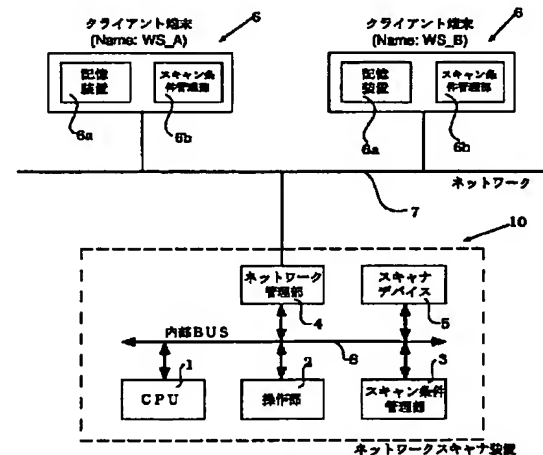 クライアント端末
(Name: WS_A)
6
クライアント端末
(Name: WS_B)
6
記憶
装置
スキャン条
件管理部
記憶
装置
スキャン条
件管理部
6a
6b
6a
6b
ネットワーク
7
10
ネットワーク
管理部
スキャナ
デバイス
4
5
内部BUS
8
1
2
3
CPU
操作部
スキャン条件
管理部
ネットワークスキャナ装置